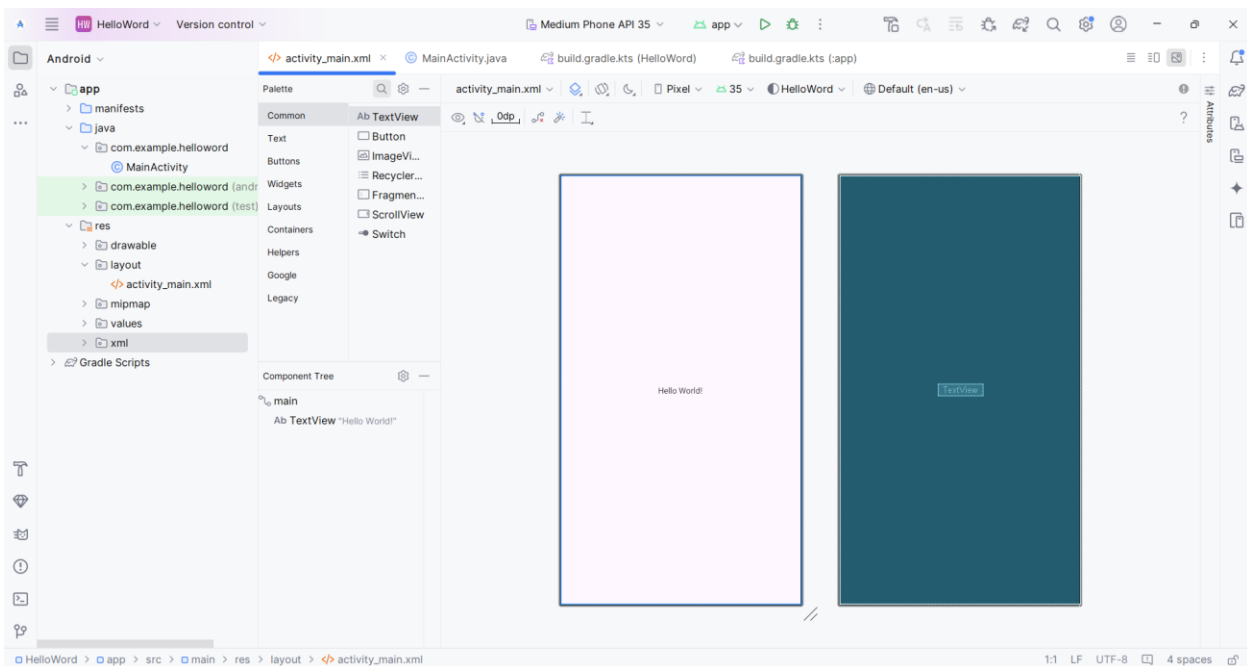 HW HelloWord Version control Medium Phone API 35 app
Android
activity_main.xml MainActivity.java build.gradle.kts (HelloWord) build.gradle.kts (:app)
app
manifests
java
com.example.helloword
MainActivity
com.example.helloword (andr
com.example.helloword (test)
res
drawable
layout
activity_main.xml
mipmap
values
xml
Gradle Scripts
Palette
Common
Text
Buttons
Widgets
Layouts
Containers
Helpers
Google
Legacy
Ab TextView
Button
ImageVi...
Recycler...
Fragmen...
ScrollView
Switch
Component Tree
main
Ab TextView "Hello World!"
activity_main.xml Pixel 35 HelloWord Default (en-us)
0dp
Hello World!
TextView
Attributes
HelloWord > app > src > main > res > layout > activity_main.xml
1:1 LF UTF-8 4 spaces